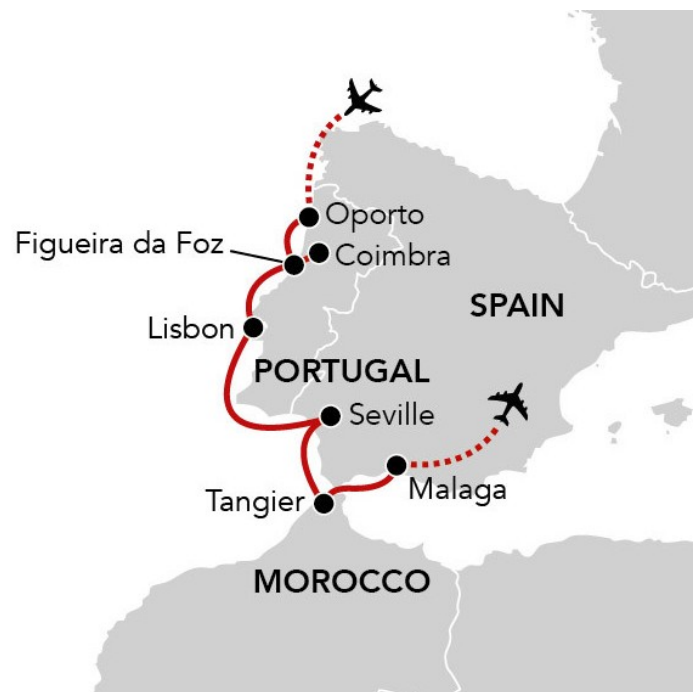 Oporto
Figueira da Foz
Coimbra
SPAIN
Lisbon
PORTUGAL
Seville
Malaga
Tangier
MOROCCO